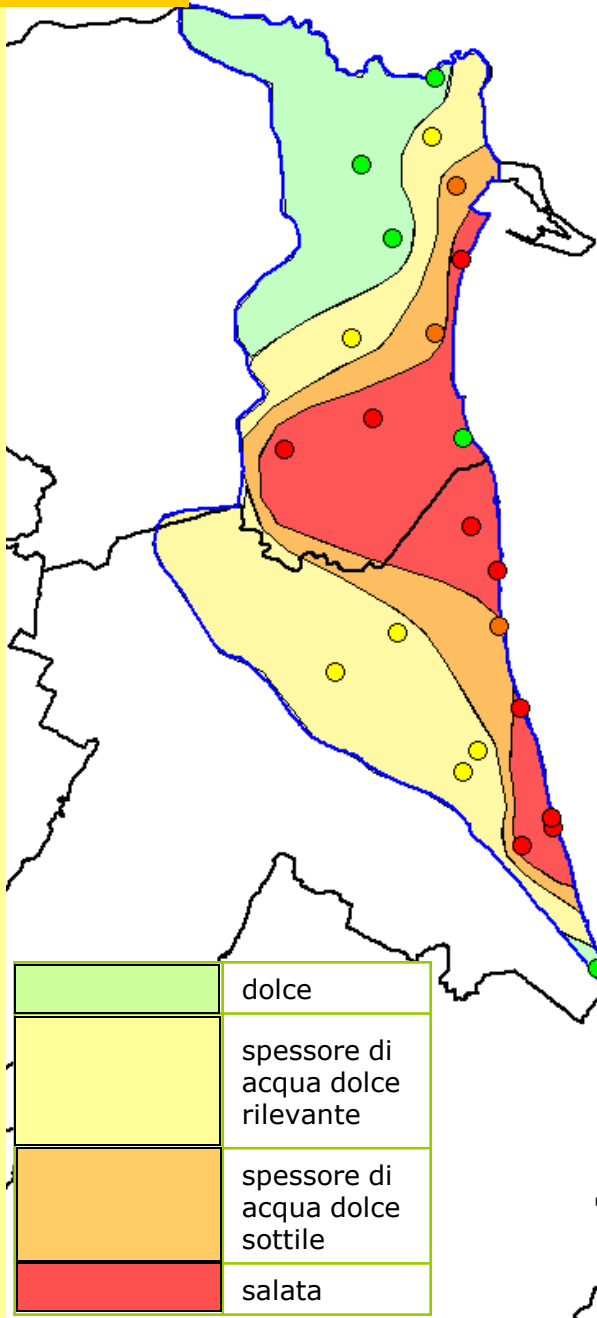 dolce
spessore di
acqua dolce
rilevante
spessore di
acqua dolce
sottile
salata